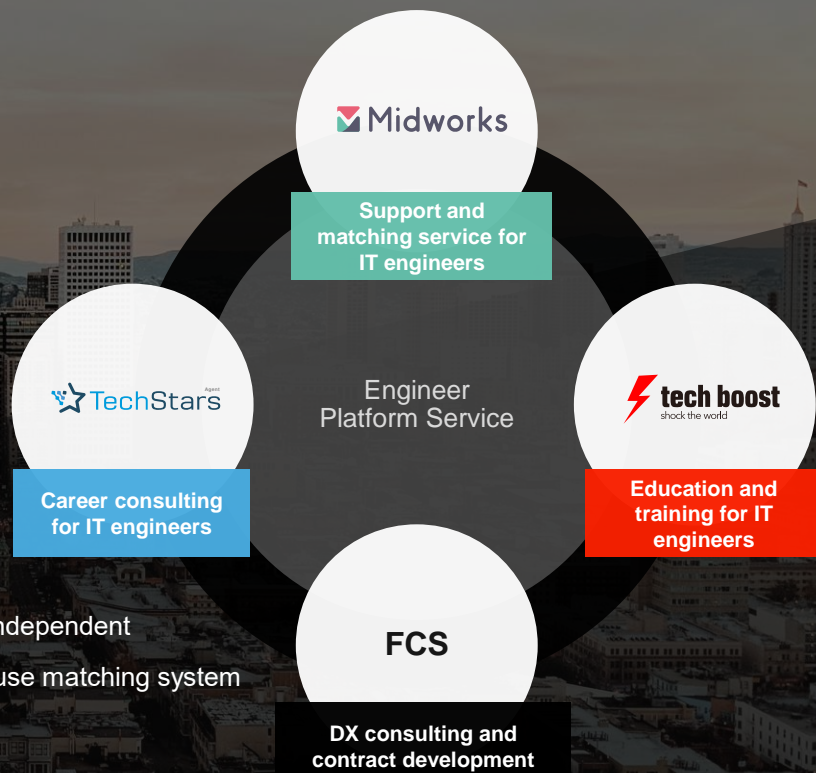 Midworks
Support and
matching service for
IT engineers
Agent
TechStars
Career consulting
for IT engineers
Engineer
Platform Service
tech boost
shock the world
Education and
training for IT
engineers
ndependent
use matching system
FCS
DX consulting and
contract development